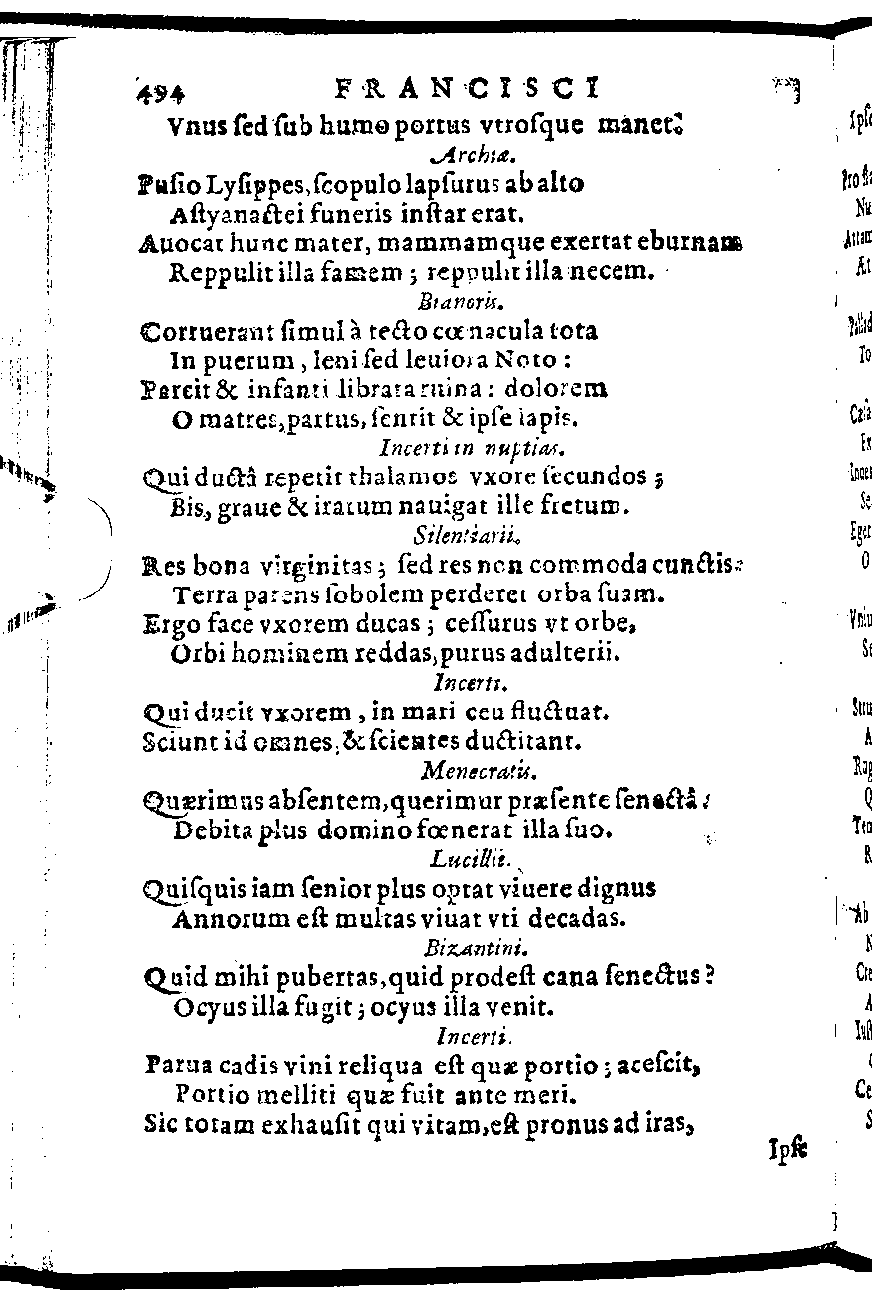 494 FRANCISCI
Vnus ſed ſub humo portus vtroſque manet.
Archiæ.
Puſio Lyſippes, ſcopulo lapſurus ab alto
Aſtyanactei funeris inſtar erat.
Auocat hunc mater, mammamque exertat eburnam
Reppulit illa famem ; reppulit illa necem.
Bianoris.
Corruerant ſimul à tecto cœnacula tota
In puerum, leni ſed leuiora Noto :
Parcit & infanti librata ruina : dolorem
O matres, partus, ſentit & ipſe lapis.
Incerti in nuptias.
Qui ductâ repetit thalamos vxore ſecundos ;
Bis, graue & iratum nauigat ille fretum.
Silentiarii.
Res bona virginitas ; ſed res non commoda cunctis:
Terra parens ſobolem perderet orba ſuam.
Ergo face vxorem ducas ; ceſſurus vt orbe,
Orbi hominem reddas, purus adulterii.
Incerti.
Qui ducit vxorem, in mari ceu fluctuat.
Sciunt id omnes, & ſcientes ductitant.
Menecratis.
Quærimus abſentem, querimur præſente ſenectâ :
Debita plus domino fœnerat illa ſuo.
Lucillii.
Quiſquis iam ſenior plus optat viuere dignus
Annorum eſt multas viuat vti decadas.
Bizantini.
Quid mihi pubertas, quid prodeſt cana ſenectus?
Ocyus illa fugit ; ocyus illa venit.
Incerti.
Parua cadis vini reliqua eſt quæ portio ; aceſcit,
Portio melliti quæ fuit ante meri.
Sic totam exhauſit qui vitam, eſt pronus ad iras,
Ipſe